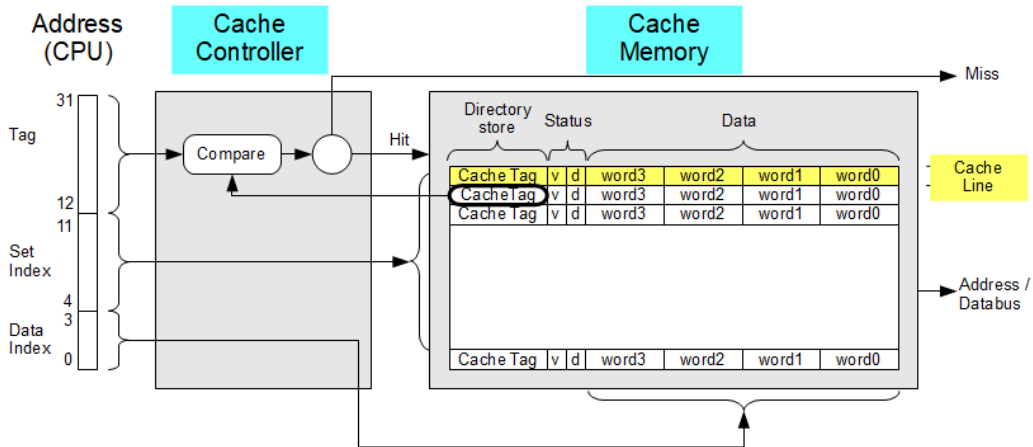 Address
(CPU)
Cache
Controller
Cache
Memory
Miss
31
Tag
12
11
Set
Index
4
3
Data
Index
0
Compare
Hit
Directory
store
Status
Data
Cache Tag v d word3 word2 word1 word0
CacheTag v d word3 word2 word1 word0
Cache Tag v d word3 word2 word1 word0
Cache Tag v d word3 word2 word1 word0
Cache
Line
Address /
Databus